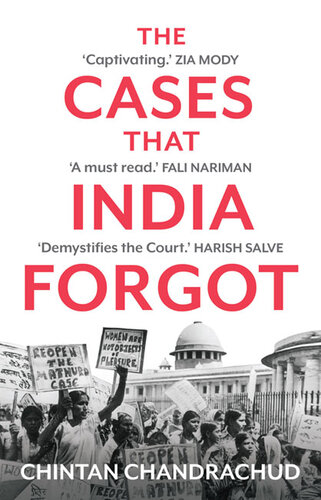 THE
'Captivating.' ZIA MODY
CASES
THAT
'A must read.' FALI NARIMAN
INDIA
'Demystifies the Court.' HARISH SALVE
FORGOT
REOPEN
THE
MATHURA
CASE
WOMEN ARE
NOT OBJECTS
OF
PLEASURE
REOPEN
THE
MATHURA
CASE
CHINTAN CHANDRACHUD